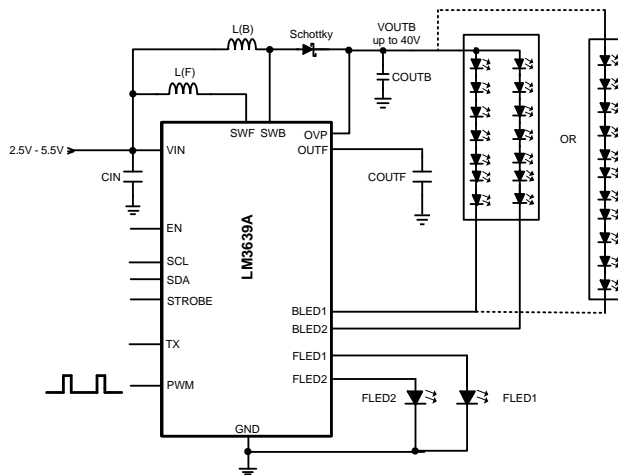 L(B)
Schottky
VOUTB
up to 40V
COUTB
L(F)
SWF
SWB
OVP
OUTF
2.5V - 5.5V
VIN
CIN
COUTF
OR
EN
LM3639A
SCL
SDA
STROBE
BLED1
BLED2
TX
FLED1
FLED2
PWM
FLED2
FLED1
GND